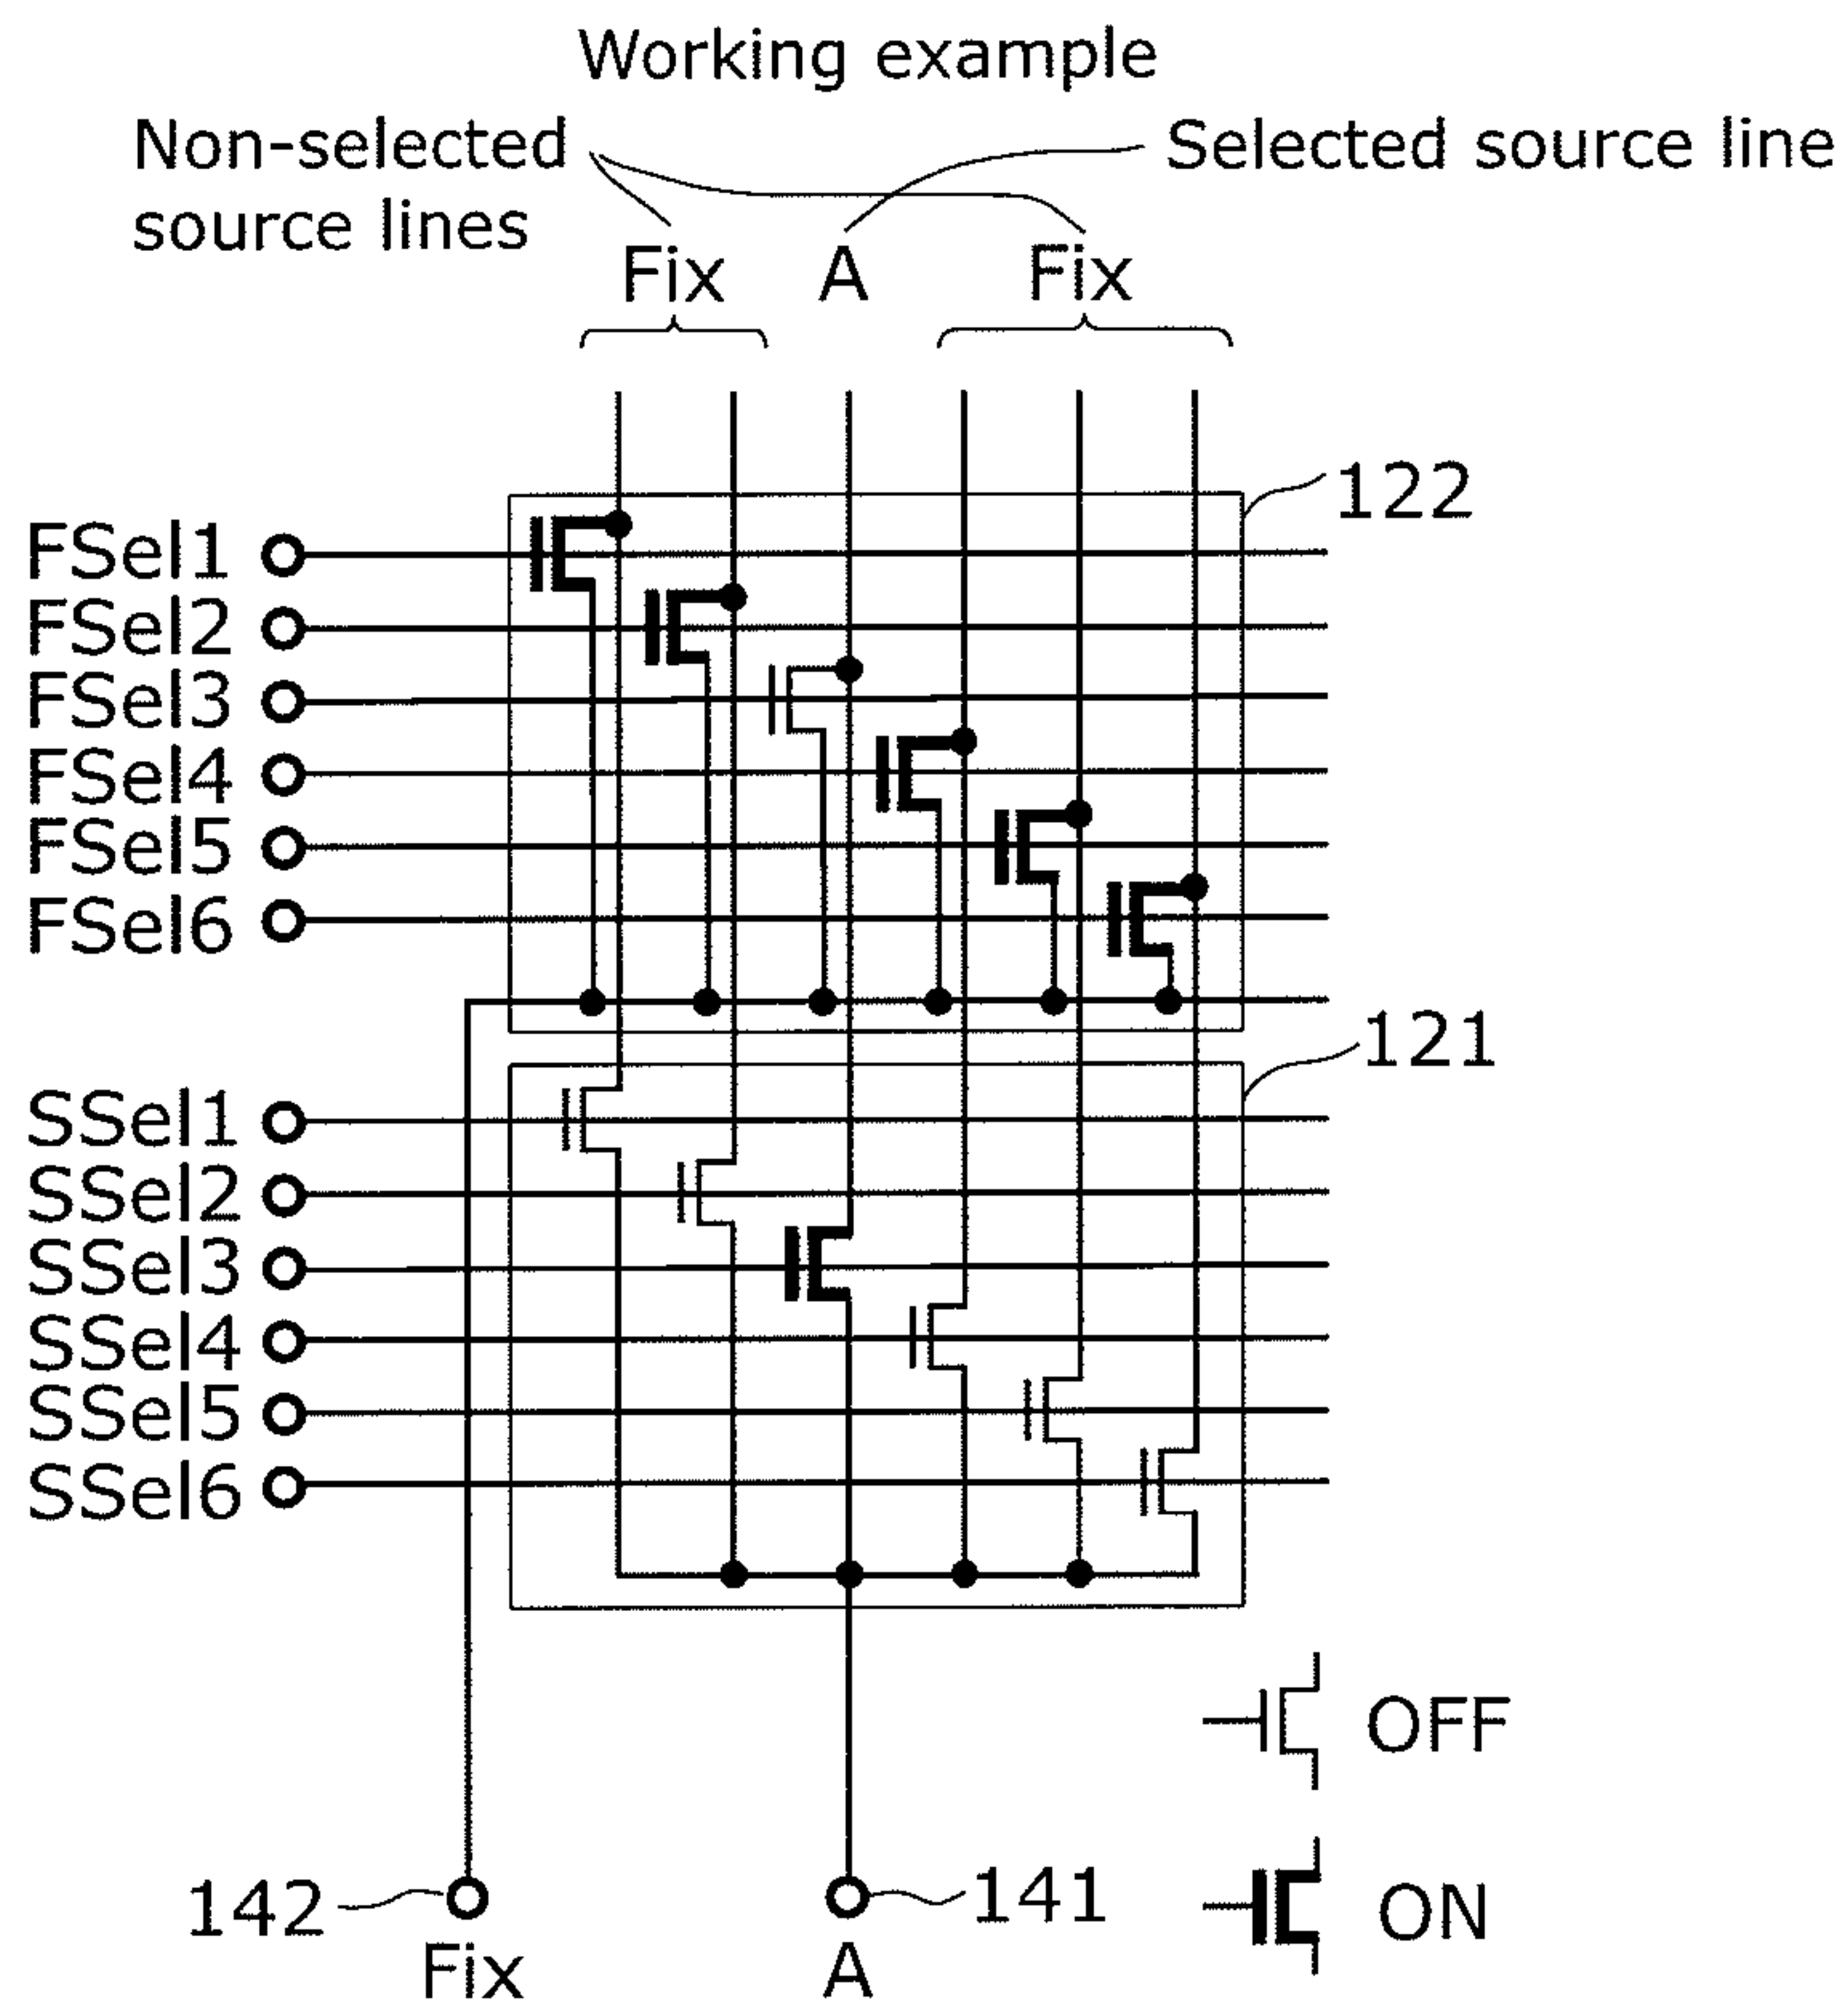 Working example
Non-selected
source lines
Selected source line
Fix
A
Fix
122
FSel1
FSel2
FSel3
FSel4
FSel5
FSel6
121
SSel1
SSel2
SSel3
SSel4
SSel5
SSel6
OFF
ON
142
141
Fix
A